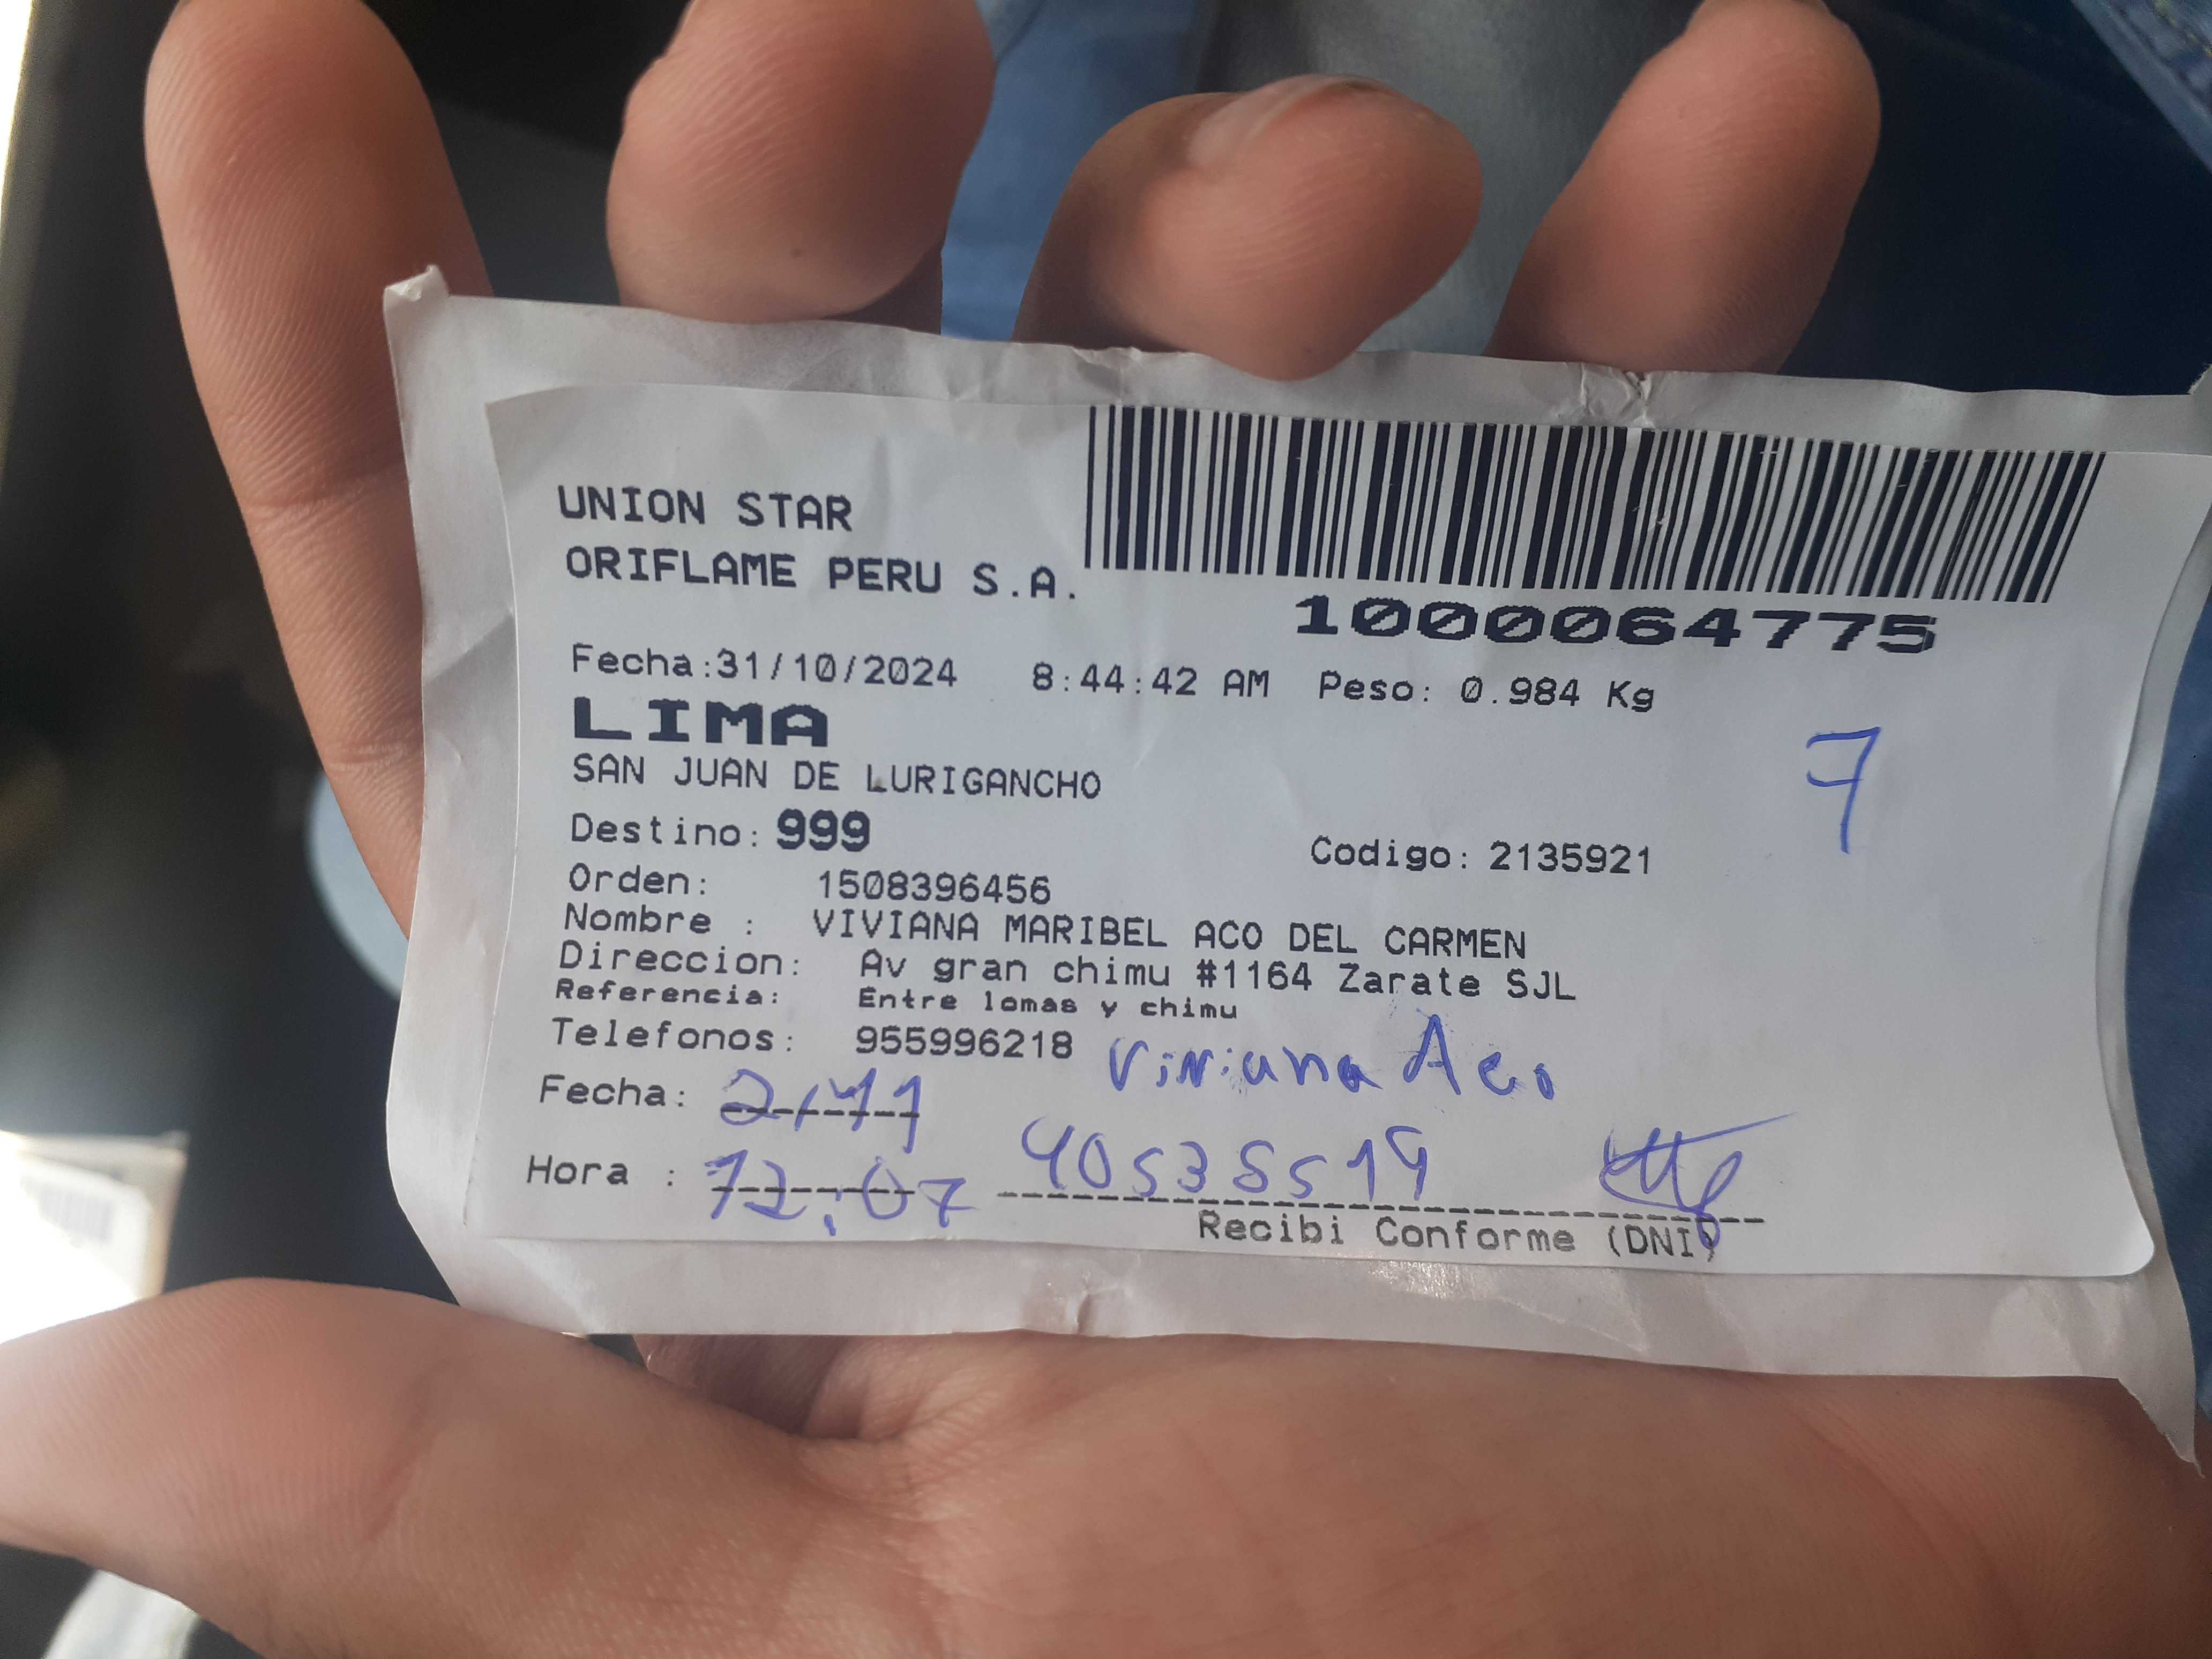 UNION STAR
ORIFLAME PERU S.A.
1000064775
Fecha:31/10/2024 8:44:42 AM Peso: 0.984 Kg
LIMA
7
SAN JUAN DE LURIGANCHO
Destino: 999 Codigo: 2135921
Orden: 1508396456
Nombre : VIVIANA MARIBEL ACO DEL CARMEN
Direccion: Av gran chimu #1164 Zarate SJL
Referencia: Entre lomas y chimu
Telefonos: 955996218 Viviana Aco
Fecha: 2/11
Hora : 12:07 40538519
Recibi Conforme (DNI)